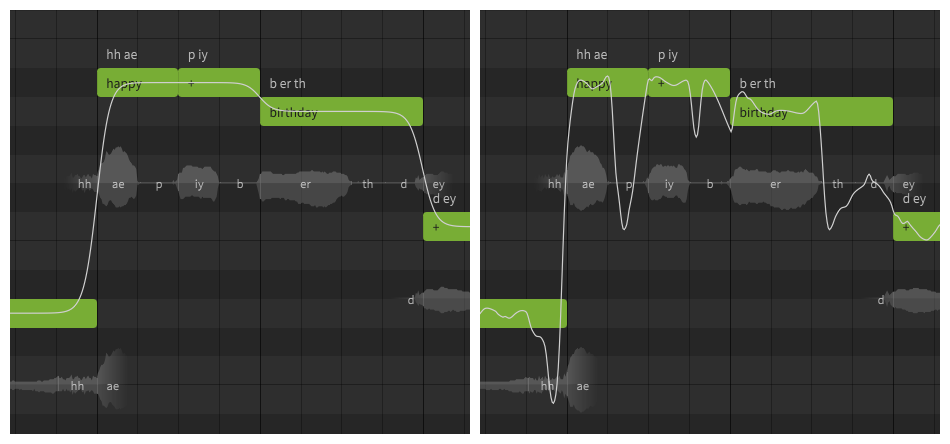 hh ae p iy
b er th
happy +
birthday
hh ae p iy b er th d ey
d ey
+
d
hh ae
hh ae p iy
b er th
happy +
birthday
hh ae p iy b er th d ey
d ey
+
d
hh ae